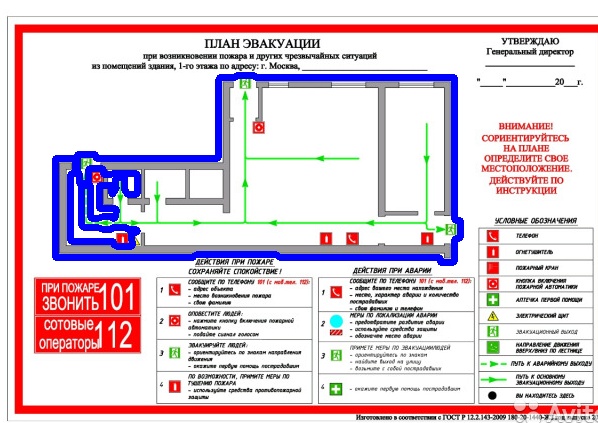 ПЛАН ЭВАКУАЦИИ
при возникновении пожара и других чрезвычайных ситуаций
из помещений здания, 1-го этажа по адресу: г. Москва,
УТВЕРЖДАЮ
Генеральный директор
"____"__________20___г.
ВНИМАНИЕ!
СОРИЕНТИРУЙТЕСЬ
НА ПЛАНЕ
ОПРЕДЕЛИТЕ СВОЕ
МЕСТОПОЛОЖЕНИЕ.
ДЕЙСТВУЙТЕ ПО
ИНСТРУКЦИИ
УСЛОВНЫЕ ОБОЗНАЧЕНИЯ
ТЕЛЕФОН
ОГНЕТУШИТЕЛЬ
ПОЖАРНЫЙ КРАН
КНОПКА ВКЛЮЧЕНИЯ
ПОЖАРНОЙ АВТОМАТИКИ
АПТЕЧКА ПЕРВОЙ ПОМОЩИ
ЭЛЕКТРИЧЕСКИЙ ЩИТ
ЭВАКУАЦИОННЫЙ ВЫХОД
НАПРАВЛЕНИЕ ДВИЖЕНИЯ
ВВЕРХ/ВНИЗ ПО ЛЕСТНИЦЕ
ПУТЬ К АВАРИЙНОМУ ВЫХОДУ
ПУТЬ К ОСНОВНОМУ
ЭВАКУАЦИОННОМУ ВЫХОДУ
ВЫ НАХОДИТЕСЬ ЗДЕСЬ
ПРИ ПОЖАРЕ
ЗВОНИТЬ 101
СОТОВЫЕ
операторы 112
ДЕЙСТВИЯ ПРИ ПОЖАРЕ
СОХРАНЯЙТЕ СПОКОЙСТВИЕ!
1
СООБЩИТЕ ПО ТЕЛЕФОНУ 101 (с моб.тел. 112):
- адрес объекта
- место возникновения пожара
- свою фамилию
2
ОПОВЕСТИТЕ ЛЮДЕЙ:
- нажмите кнопку включения пожарной
автоматики
- подайте сигнал голосом
3
ЭВАКУИРУЙТЕ ЛЮДЕЙ:
- ориентируйтесь по знакам направления
движения
- окажите первую помощь пострадавшим
4
ПО ВОЗМОЖНОСТИ, ПРИМИТЕ МЕРЫ ПО
ТУШЕНИЮ ПОЖАРА
- используйте средства противопожарной
защиты
ДЕЙСТВИЯ ПРИ АВАРИИ
1
СООБЩИТЕ ПО ТЕЛЕФОНУ 101 (с моб.тел. 112):
- адрес вашего места нахождения
- место, характер аварии и количество
пострадавших
- свою фамилию и телефон
2
МЕРЫ ПО ЛОКАЛИЗАЦИИ АВАРИИ
- предотвратите развитие аварии
- используйте средства защиты
- обозначьте место аварии
3
ПРИМИТЕ МЕРЫ ПО ЭВАКУАЦИИ ЛЮДЕЙ
- ориентируйтесь по знакам
- найдите выход на улицу
- возьмите с собой пострадавших
4
- окажите первую помощь пострадавшим
Изготовлено в соответствии с ГОСТ Р 12.2.143-2009
Avito